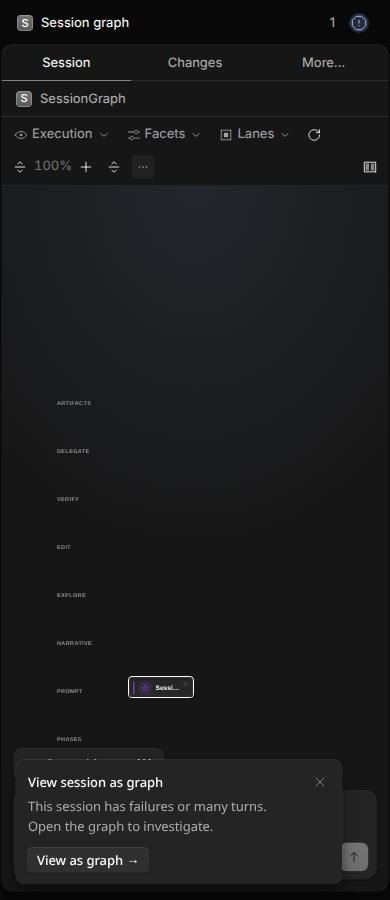 S Session graph 1
Session Changes More...
S SessionGraph
Execution Facets Lanes
100%
ARTIFACTS
DELEGATE
VERIFY
EDIT
EXPLORE
NARRATIVE
Sessi...
PROMPT
PHASES
View session as graph
This session has failures or many turns.
Open the graph to investigate.
View as graph →